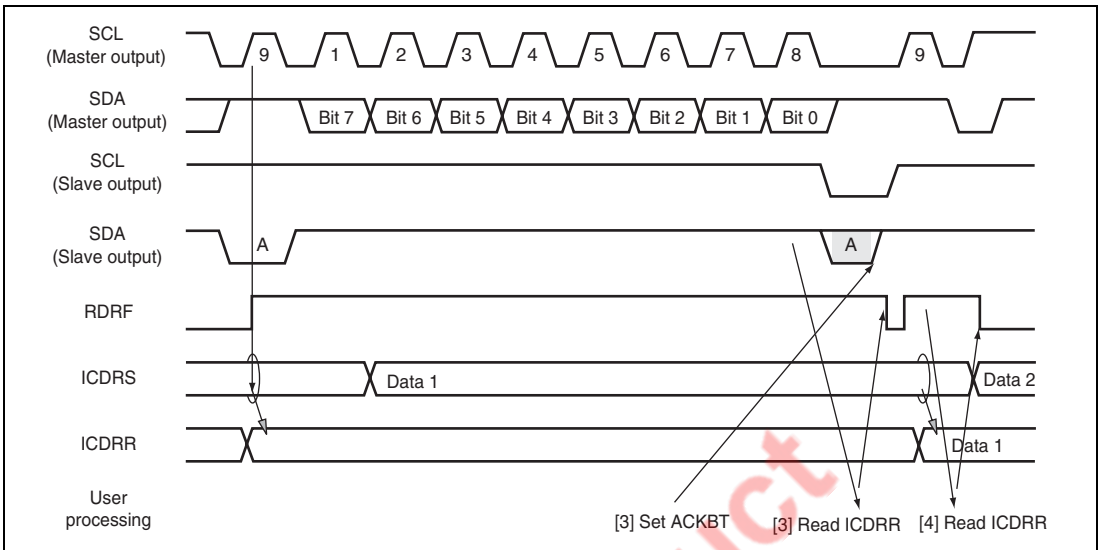 SCL
(Master output)
9 1 2 3 4 5 6 7 8 9
SDA
(Master output)
Bit 7 Bit 6 Bit 5 Bit 4 Bit 3 Bit 2 Bit 1 Bit 0
SCL
(Slave output)
SDA
(Slave output)
A A
RDRF
ICDRS
Data 1 Data 2
ICDRR
Data 1
User
processing
[3] Set ACKBT [3] Read ICDRR [4] Read ICDRR
uct